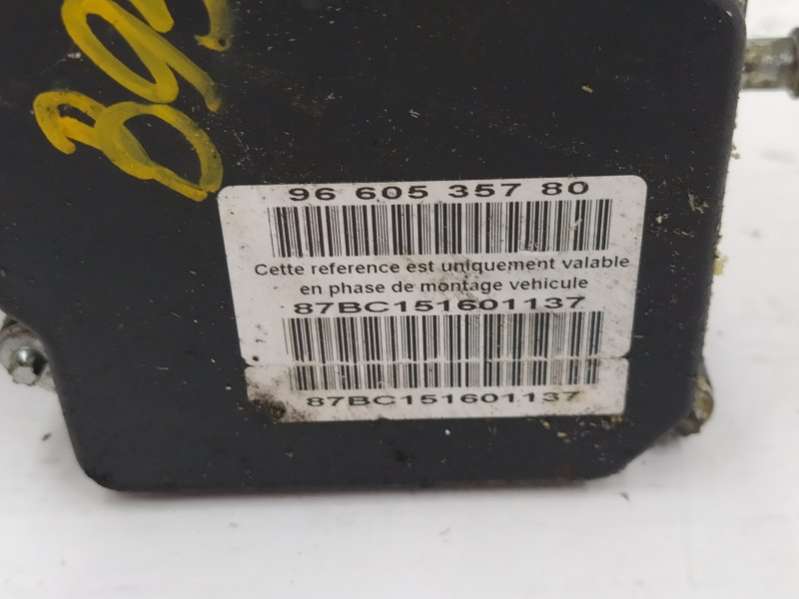 96 605 357 80
Cette reference est uniquement valable
en phase de montage vehicule
87BC151601137
87BC151601137